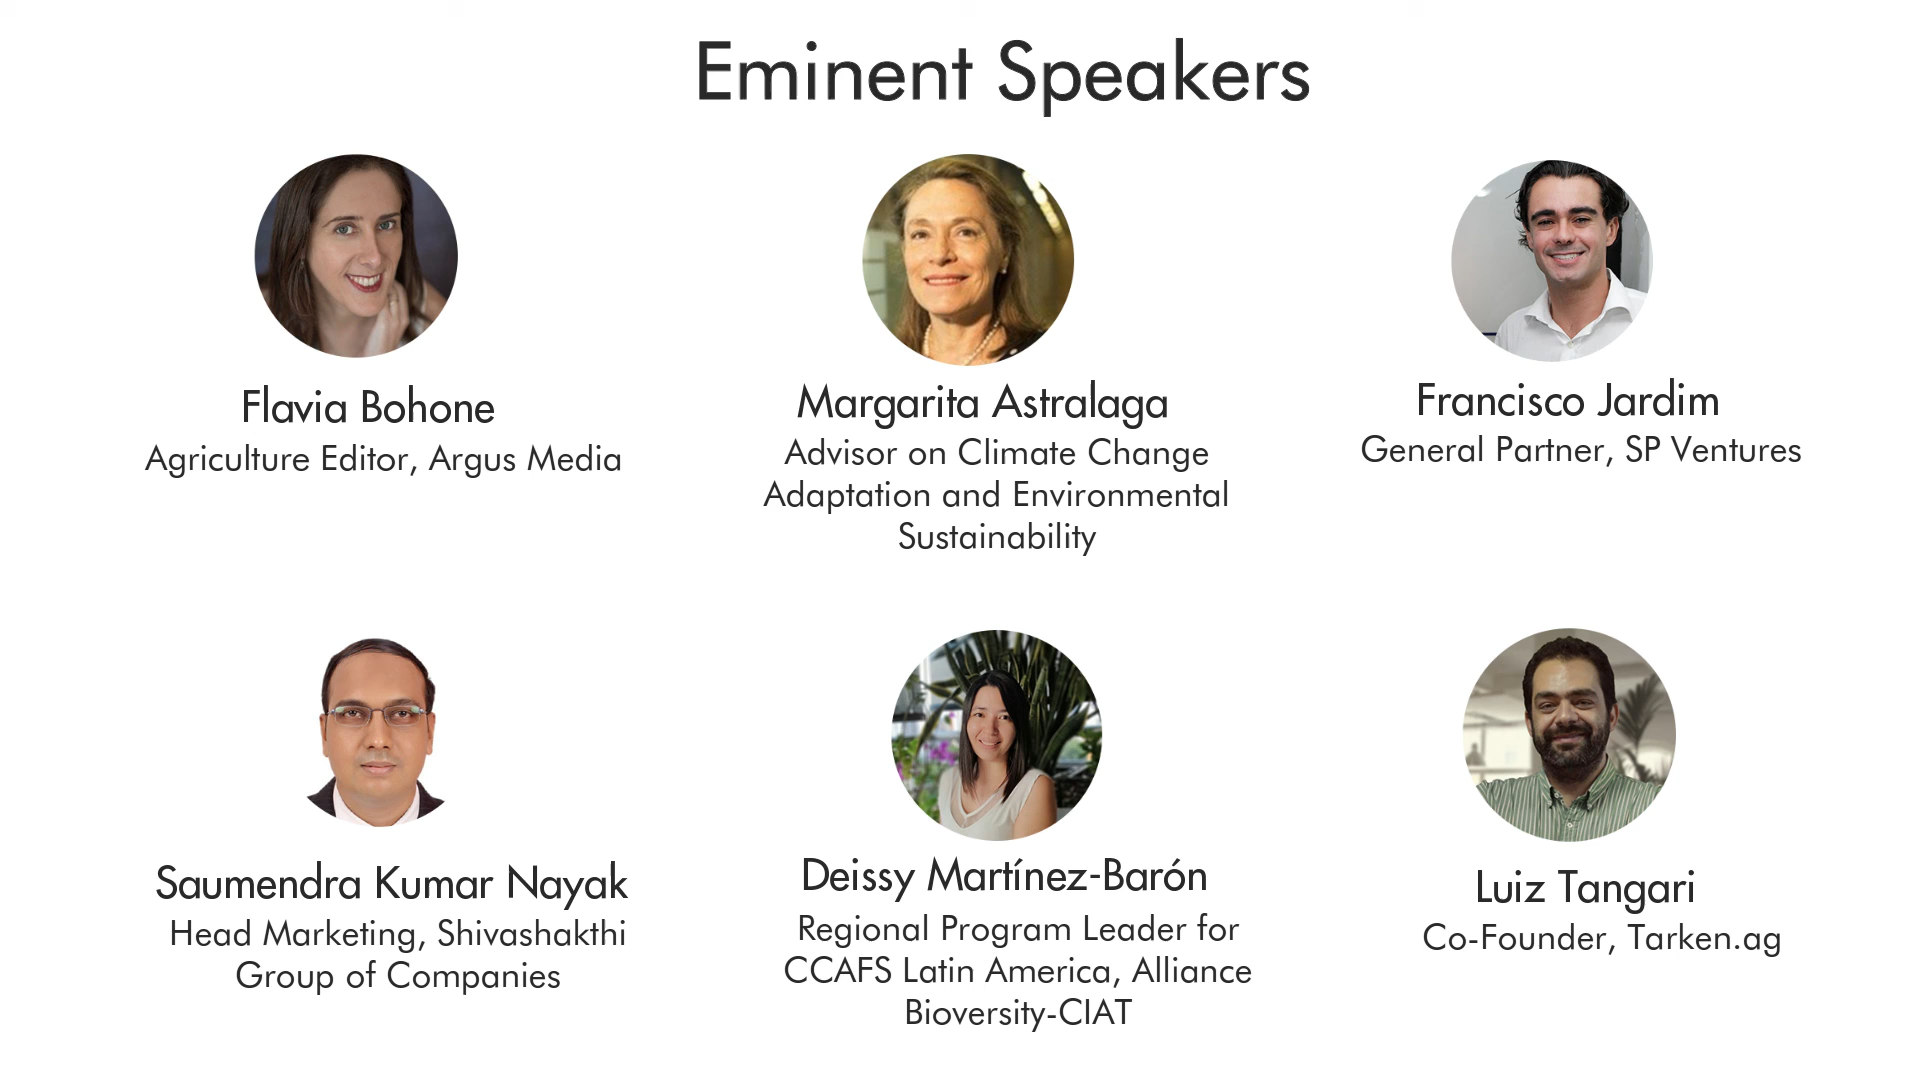 Eminent Speakers
Flavia Bohone
Agriculture Editor, Argus Media
Margarita Astralaga
Advisor on Climate Change
Adaptation and Environmental
Sustainability
Francisco Jardim
General Partner, SP Ventures
Saumendra Kumar Nayak
Head Marketing, Shivashakthi
Group of Companies
Deissy Martínez-Barón
Regional Program Leader for
CCAFS Latin America, Alliance
Bioversity-CIAT
Luiz Tangari
Co-Founder, Tarken.ag